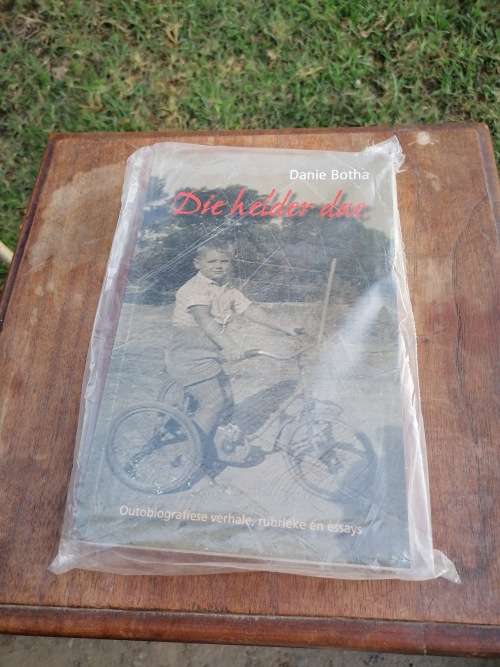 Danie Botha
Die helder dae
Outobiografiese verhale, rubrieke en essays